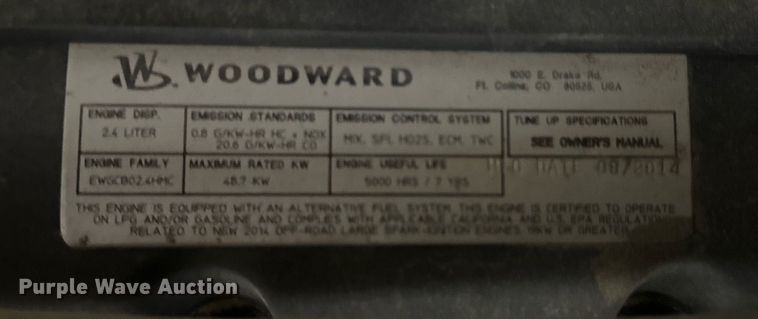 W. WOODWARD
1000 E. Drake Rd.
Ft. Collins, CO 80525, USA
ENGINE DISP.
2.4 LITER
EMISSION STANDARDS
0.8 G/KW-HR HC + NOX
20.6 G/KW-HR CO
EMISSION CONTROL SYSTEM
MIX, SFI, HO2S, ECM, TWC
TUNE UP SPECIFICATIONS
SEE OWNER'S MANUAL
ENGINE FAMILY
EWGCB02.4HMC
MAXIMUM RATED KW
48.7 KW
ENGINE USEFUL LIFE
5000 HRS / 7 YRS
DATE 08/2014
THIS ENGINE IS EQUIPPED WITH AN ALTERNATIVE FUEL SYSTEM. THIS ENGINE IS CERTIFIED TO OPERATE
ON LPG AND/OR GASOLINE AND COMPLIES WITH APPLICABLE CALIFORNIA AND U.S. EPA REGULATIONS
RELATED TO NEW 2014 OFF-ROAD LARGE SPARK-IGNITION ENGINES 19KW OR GREATER.
Purple Wave Auction